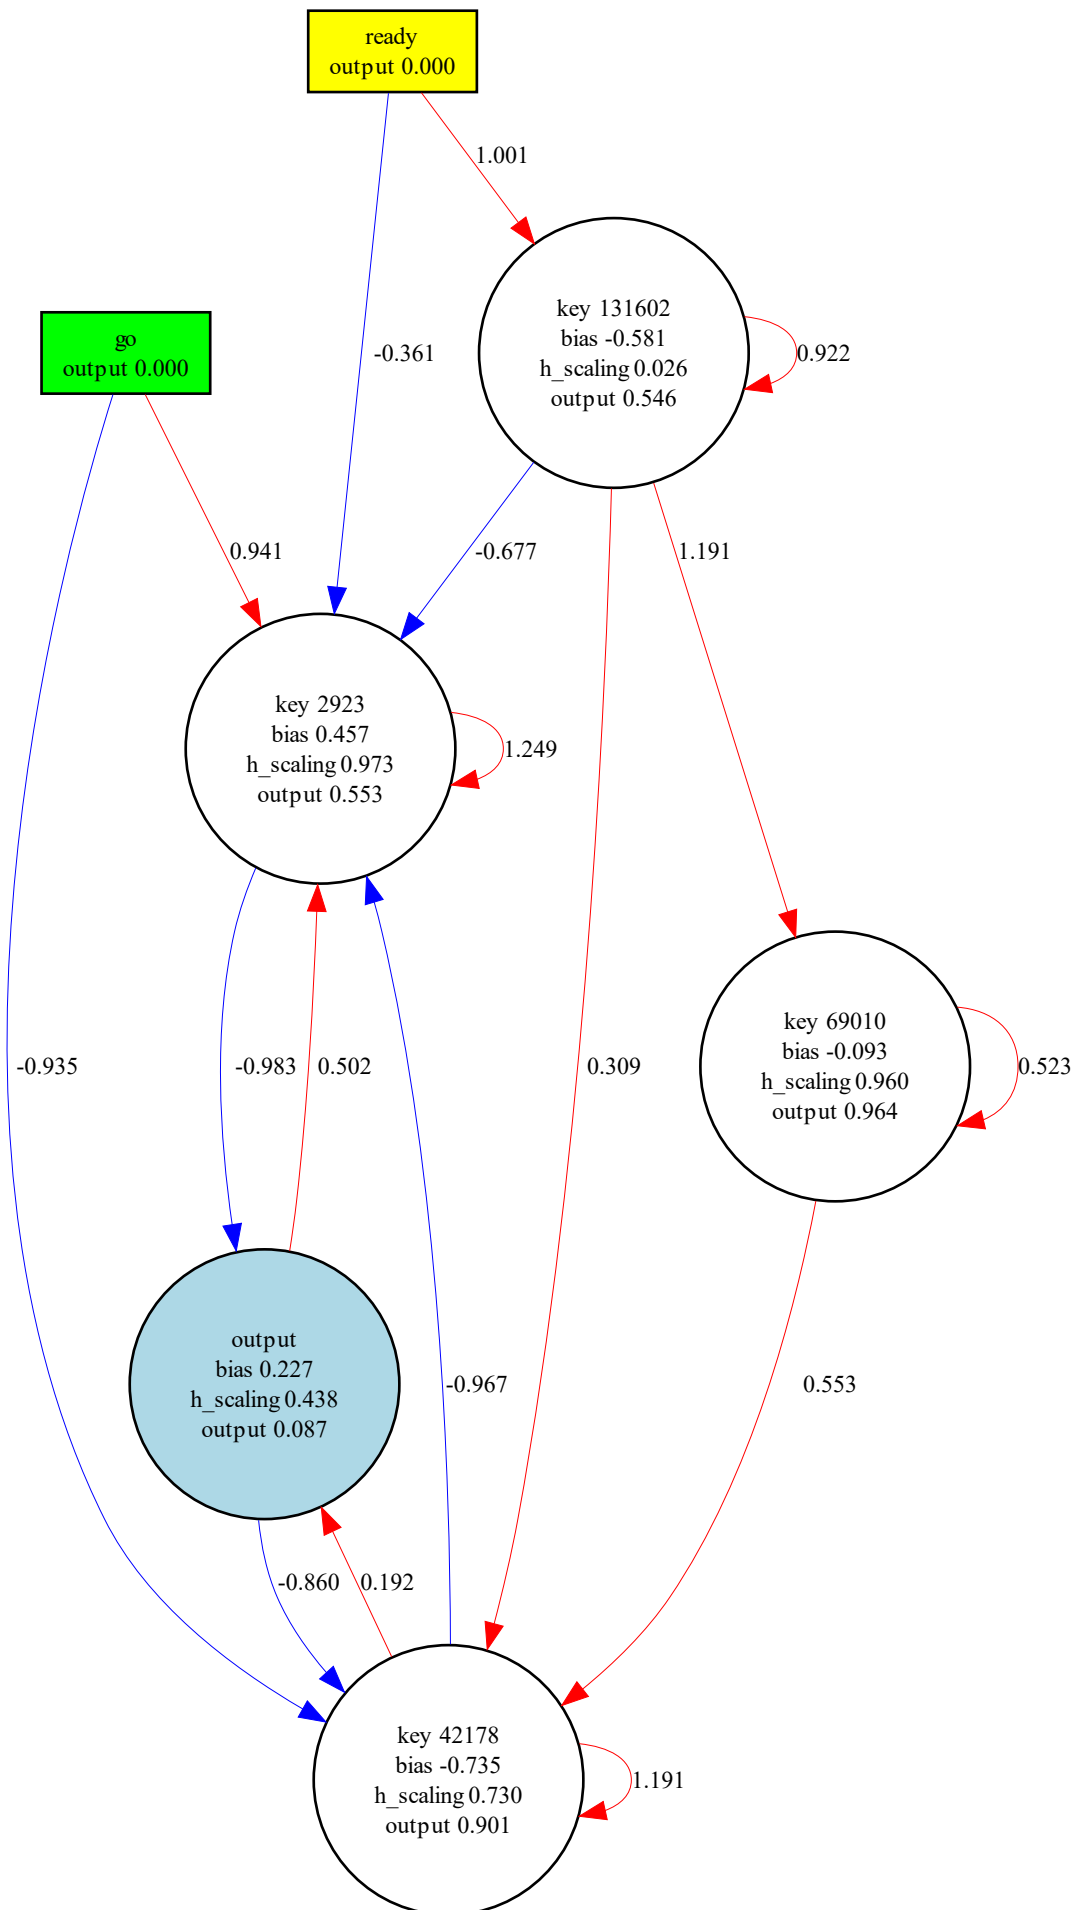 ready
output 0.000
1.001
go
output 0.000
key 131602
bias -0.581
h_scaling 0.026
output 0.546
0.922
-0.361
0.941
-0.677
1.191
key 2923
bias 0.457
h_scaling 0.973
output 0.553
1.249
key 69010
bias -0.093
h_scaling 0.960
output 0.964
0.523
-0.935
-0.983
0.502
0.309
output
bias 0.227
h_scaling 0.438
output 0.087
-0.967
0.553
-0.860
0.192
key 42178
bias -0.735
h_scaling 0.730
output 0.901
1.191